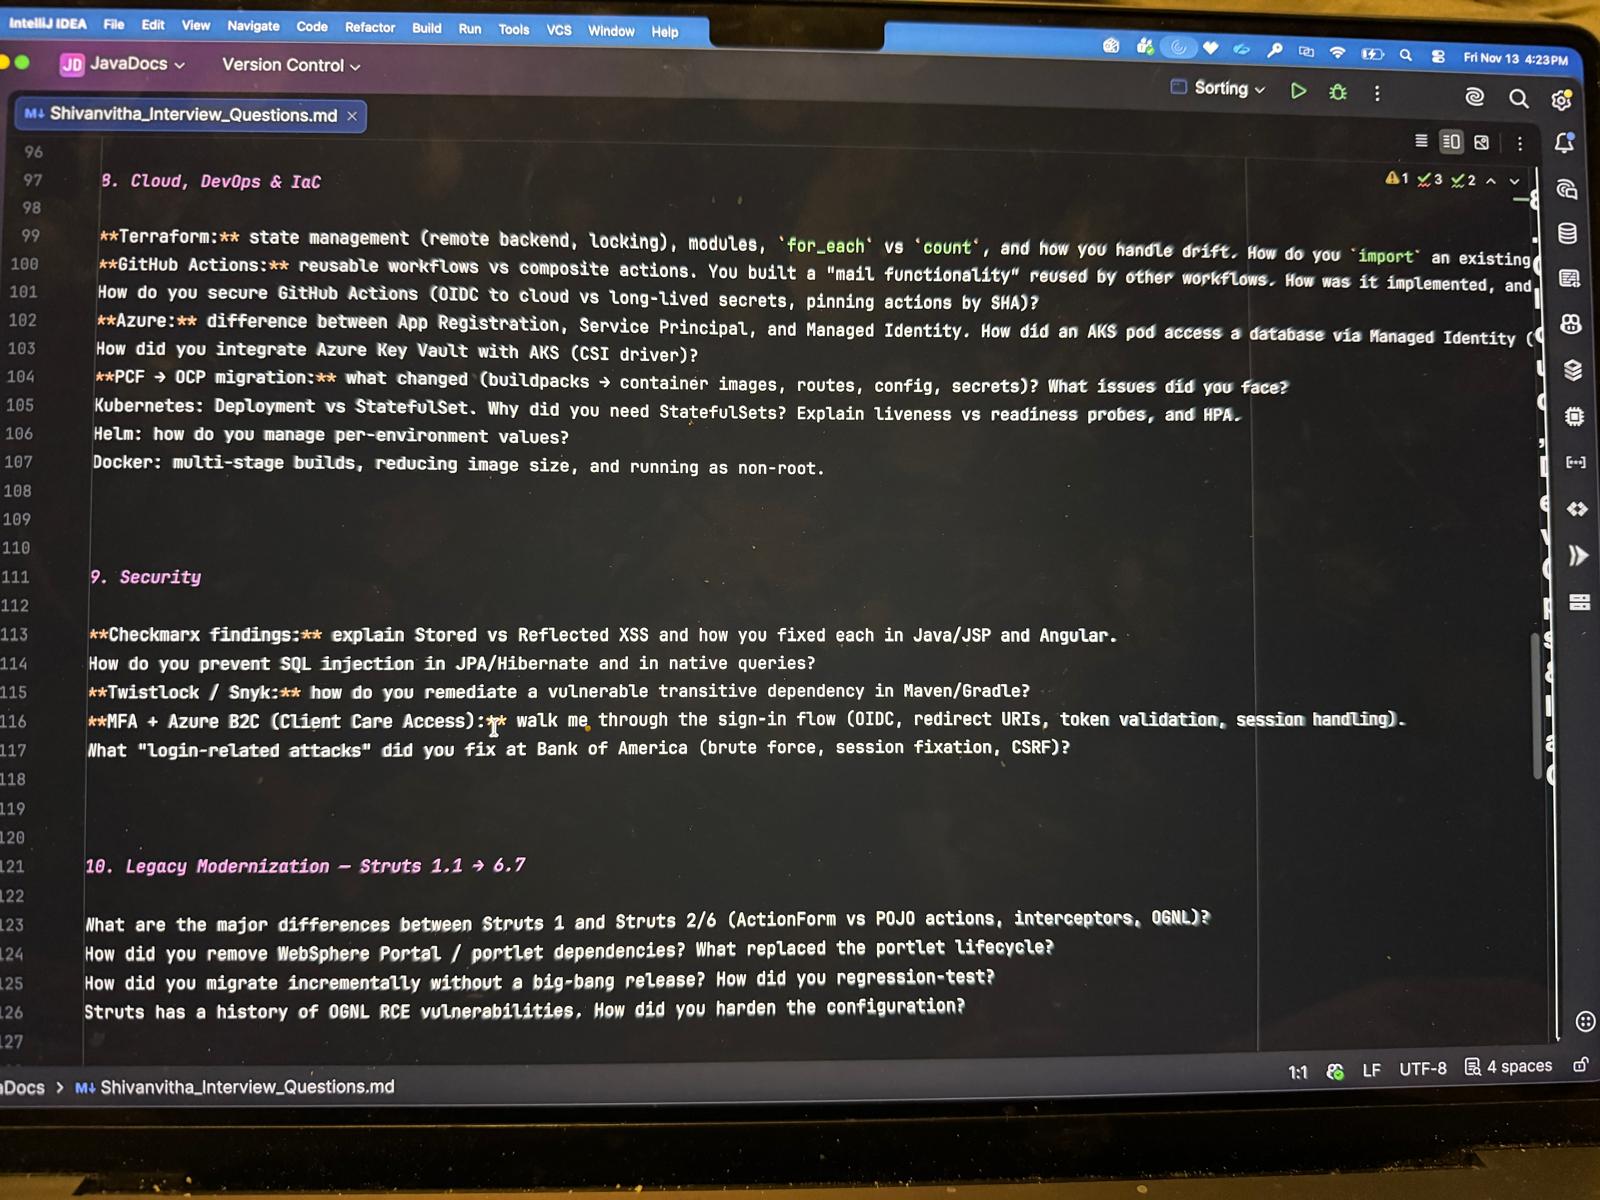 IntelliJ IDEA File Edit View Navigate Code Refactor Build Run Tools VCS Window Help Fri Nov 13 4:23 PM
JD JavaDocs Version Control Sorting
M↓ Shivanvitha_Interview_Questions.md ×
96
1 3 2
97 8. Cloud, DevOps & IaC
98
99 **Terraform:** state management (remote backend, locking), modules, `for_each` vs `count`, and how you handle drift. How do you `import` an existing
100 **GitHub Actions:** reusable workflows vs composite actions. You built a "mail functionality" reused by other workflows. How was it implemented, and
101 How do you secure GitHub Actions (OIDC to cloud vs long-lived secrets, pinning actions by SHA)?
102 **Azure:** difference between App Registration, Service Principal, and Managed Identity. How did an AKS pod access a database via Managed Identity (
103 How did you integrate Azure Key Vault with AKS (CSI driver)?
104 **PCF → OCP migration:** what changed (buildpacks → container images, routes, config, secrets)? What issues did you face?
105 Kubernetes: Deployment vs StatefulSet. Why did you need StatefulSets? Explain liveness vs readiness probes, and HPA.
106 Helm: how do you manage per-environment values?
107 Docker: multi-stage builds, reducing image size, and running as non-root.
108
109
110
111 9. Security
112
113 **Checkmarx findings:** explain Stored vs Reflected XSS and how you fixed each in Java/JSP and Angular.
114 How do you prevent SQL injection in JPA/Hibernate and in native queries?
115 **Twistlock / Snyk:** how do you remediate a vulnerable transitive dependency in Maven/Gradle?
116 **MFA + Azure B2C (Client Care Access):** walk me through the sign-in flow (OIDC, redirect URIs, token validation, session handling).
117 What "login-related attacks" did you fix at Bank of America (brute force, session fixation, CSRF)?
118
119
120
121 10. Legacy Modernization — Struts 1.1 → 6.7
122
123 What are the major differences between Struts 1 and Struts 2/6 (ActionForm vs POJO actions, interceptors, OGNL)?
124 How did you remove WebSphere Portal / portlet dependencies? What replaced the portlet lifecycle?
125 How did you migrate incrementally without a big-bang release? How did you regression-test?
126 Struts has a history of OGNL RCE vulnerabilities. How did you harden the configuration?
127
aDocs > M↓ Shivanvitha_Interview_Questions.md 1:1 LF UTF-8 4 spaces